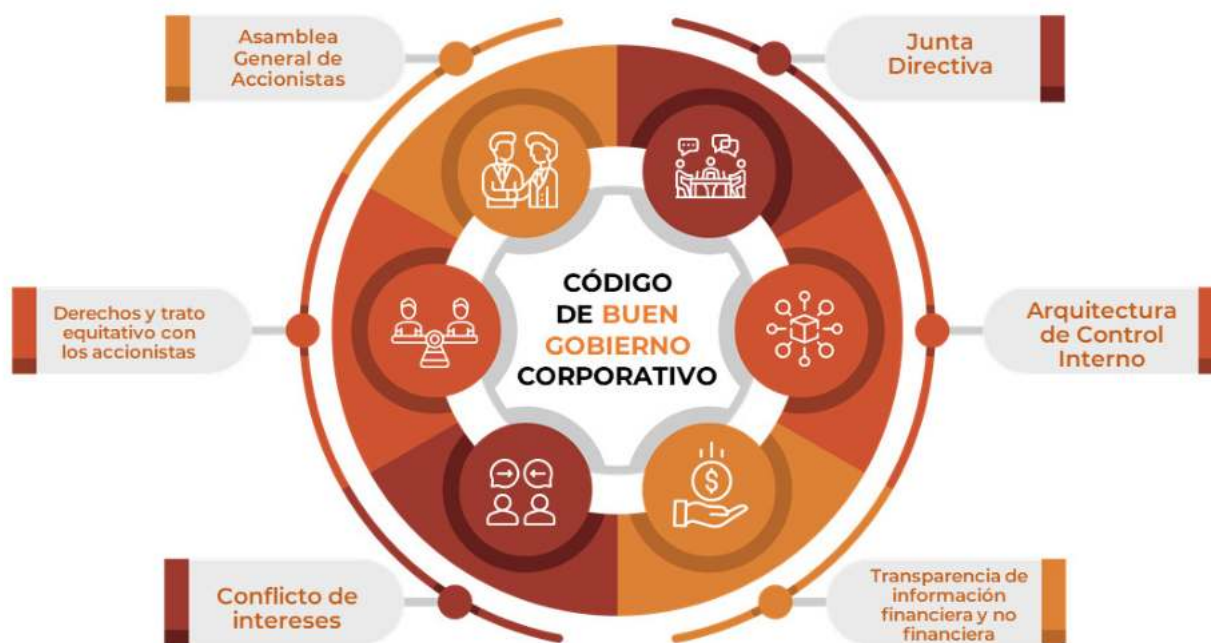 Asamblea
General de
Accionistas
Junta
Directiva
Derechos y trato
equitativo con
los accionistas
CÓDIGO
DE BUEN
GOBIERNO
CORPORATIVO
Arquitectura
de Control
Interno
Conflicto de
intereses
Transparencia de
información
financiera y no
financiera
$